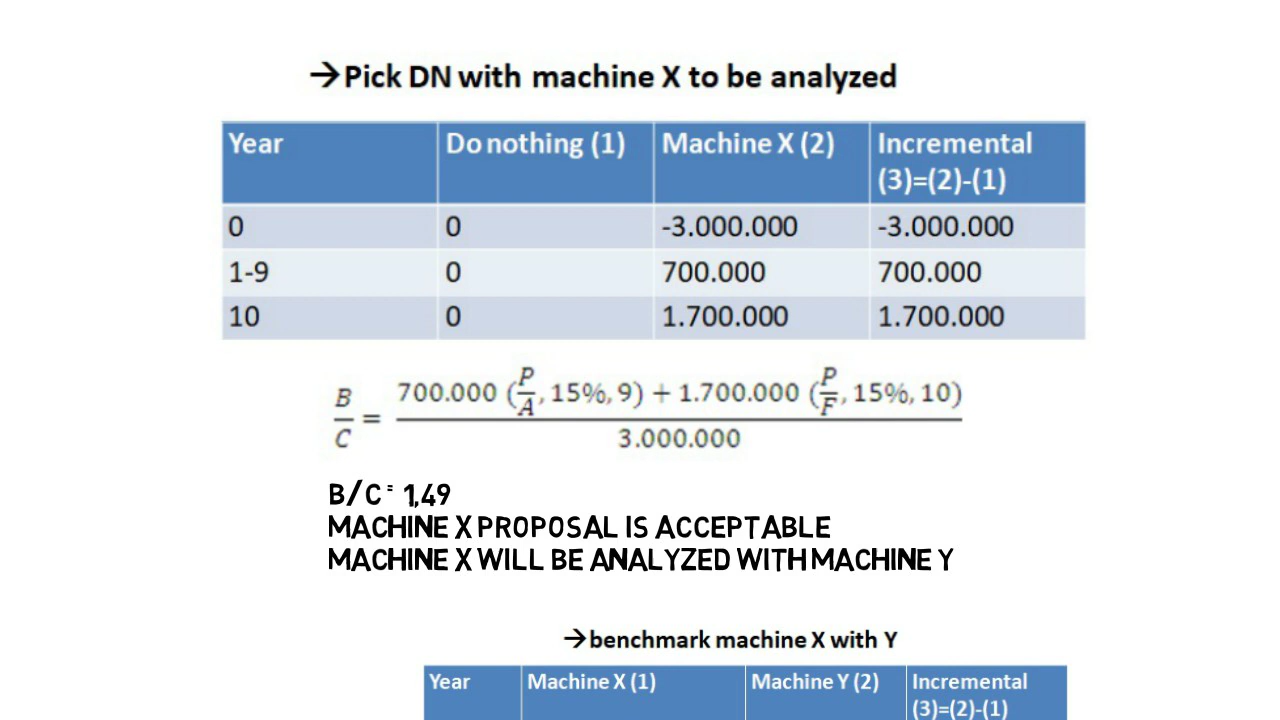 →Pick DN with machine X to be analyzed
Year Do nothing (1) Machine X (2) Incremental
(3)=(2)-(1)
0 0 -3.000.000 -3.000.000
1-9 0 700.000 700.000
10 0 1.700.000 1.700.000
B/C = 700.000 (P/A, 15%, 9) + 1.700.000 (P/F, 15%, 10)
3.000.000
B/C = 1,49
MACHINE X PROPOSAL IS ACCEPTABLE
MACHINE X WILL BE ANALYZED WITH MACHINE Y
→benchmark machine X with Y
Year Machine X (1) Machine Y (2) Incremental
(3)=(2)-(1)